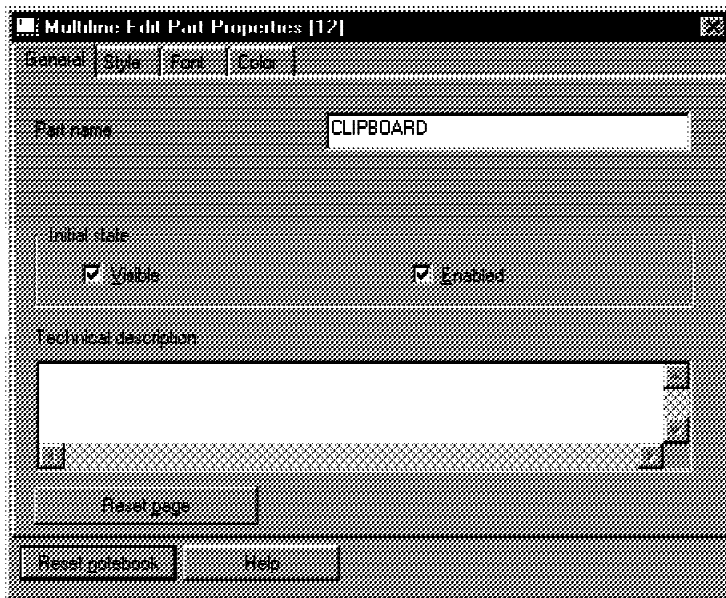 Multiline Edit Part Properties [12]
General Style Font Color
Part name CLIPBOARD
Initial state
Visible Enabled
Technical description
Reset page
Reset notebook Help